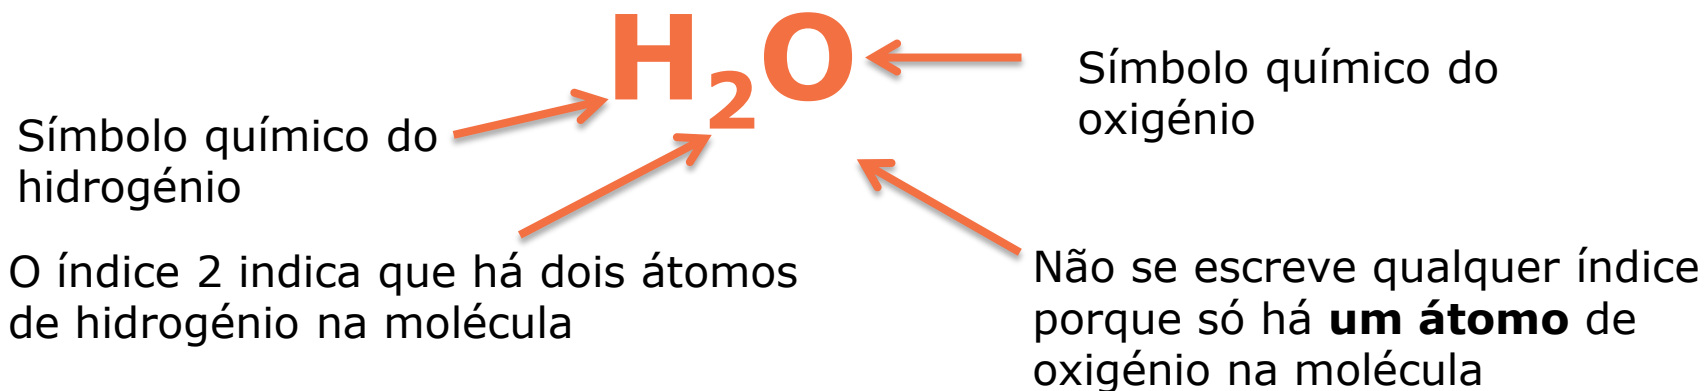 H₂O
Símbolo químico do
oxigénio
Símbolo químico do
hidrogénio
O índice 2 indica que há dois átomos
de hidrogénio na molécula
Não se escreve qualquer índice
porque só há um átomo de
oxigénio na molécula